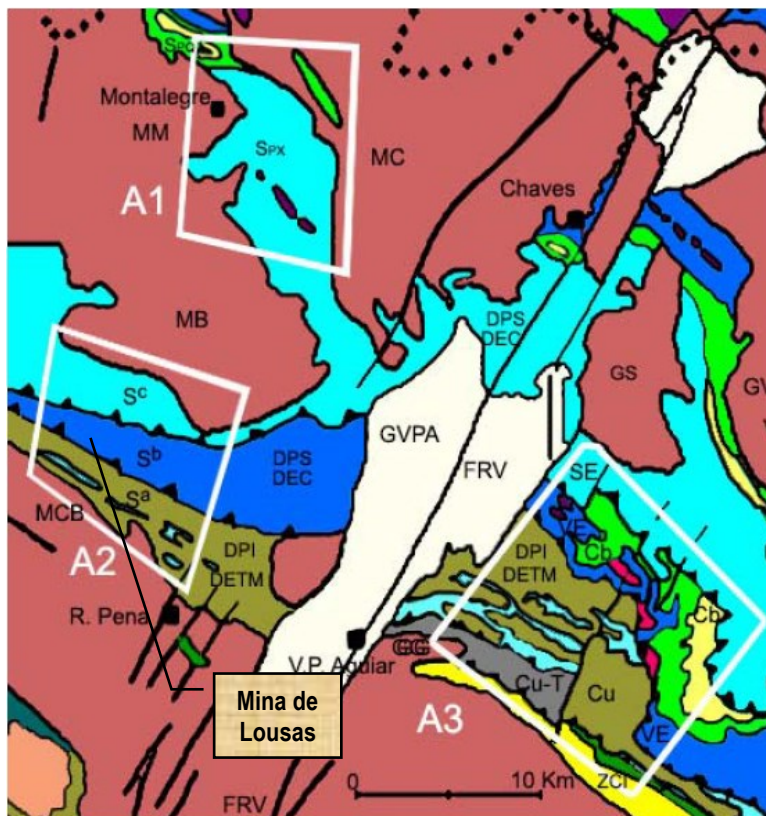 SPQ
Montalegre
MM
SPX
MC
A1
Chaves
MB
DPS
DEC
GS
GV
Sc
GVPA
Sb
DPS
DEC
FRV
SE
Sa
MCB
VE
Cb
A2
DPI
DETM
DPI
DETM
Cb
R. Pena
V.P. Aguiar
Cu-T
Cu
Mina de
Lousas
A3
VE
0
10 Km
ZCI
FRV